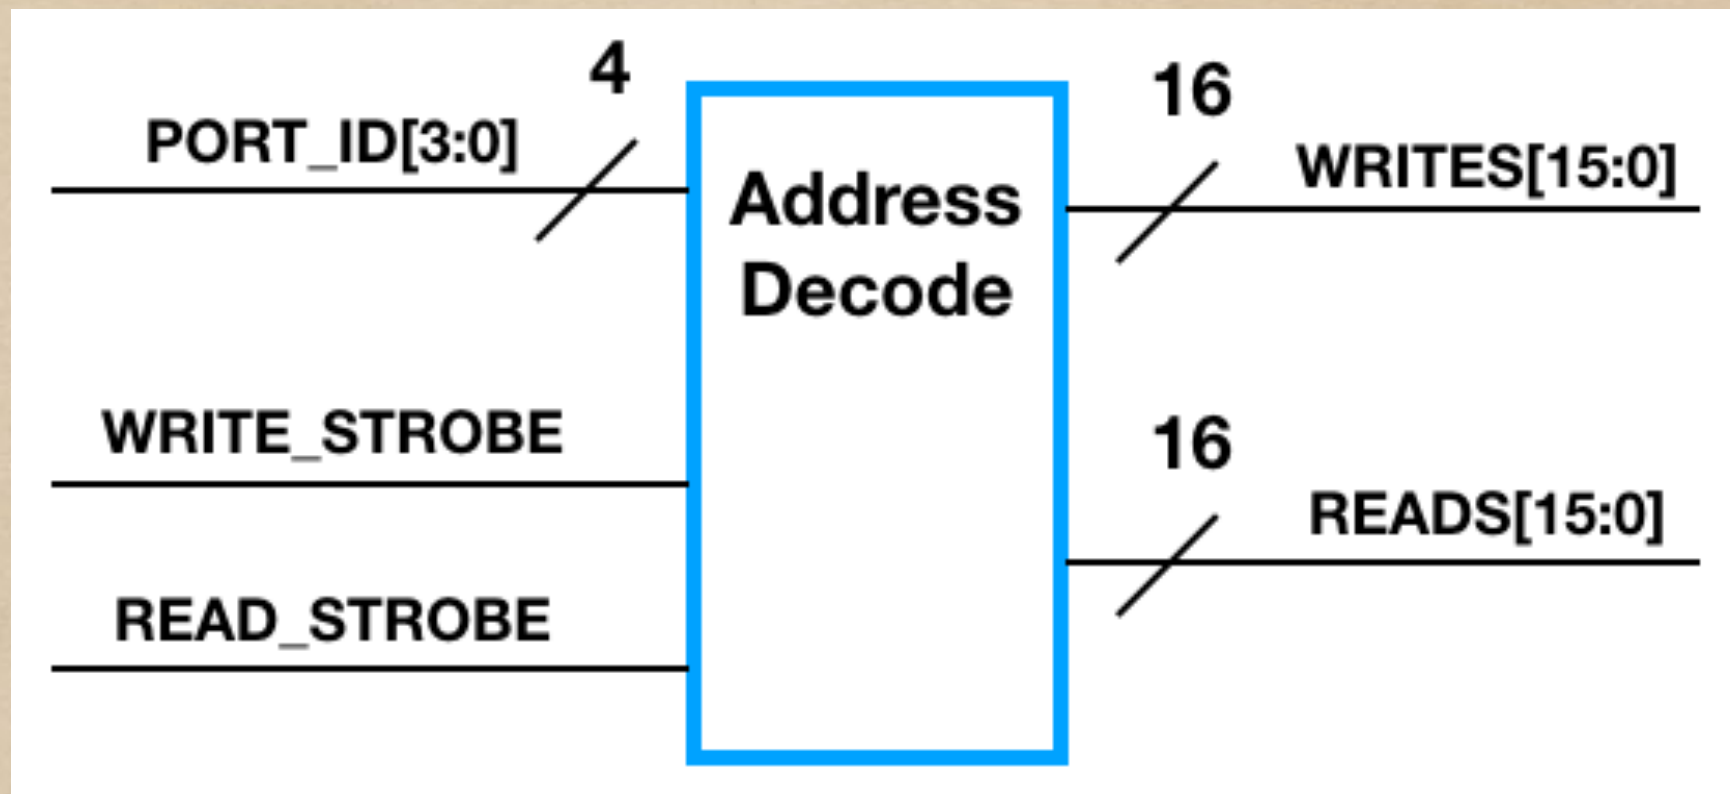 4
PORT_ID[3:0]
16
WRITES[15:0]
Address
Decode
WRITE_STROBE
16
READS[15:0]
READ_STROBE